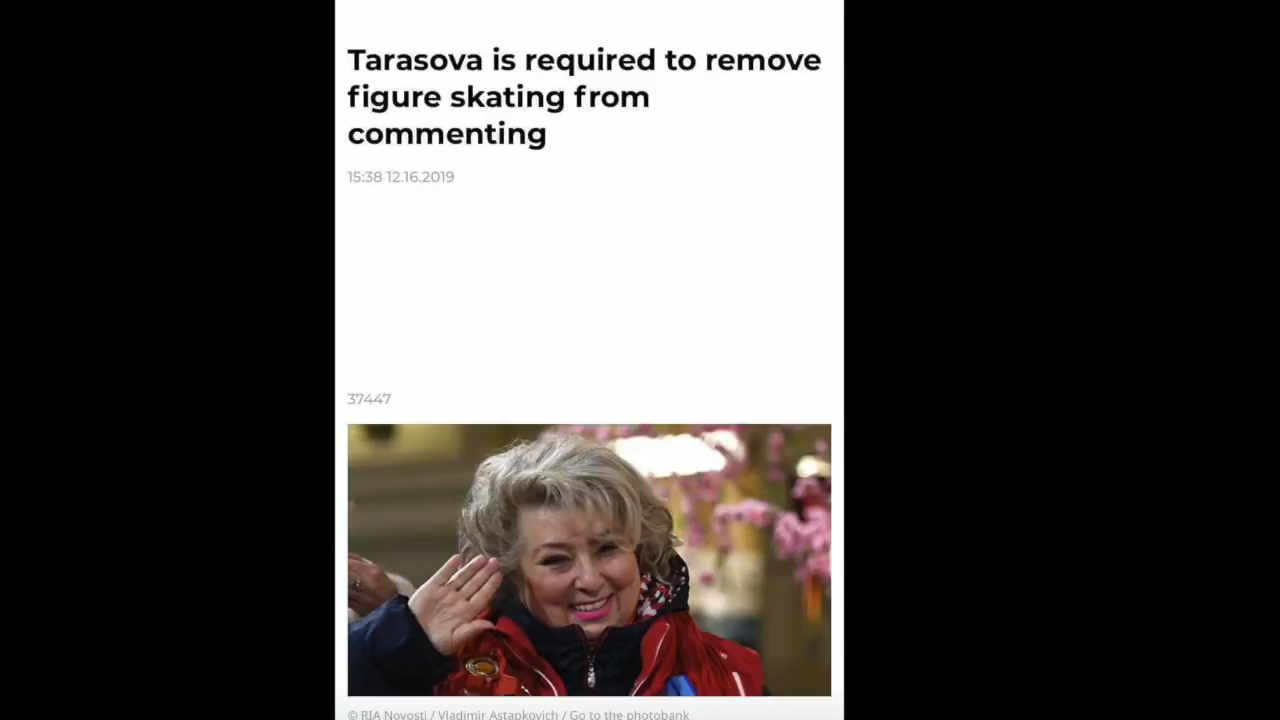 Tarasova is required to remove
figure skating from
commenting
15:38 12.16.2019
37447
© RIA Novosti / Vladimir Astapkovich / Go to the photobank